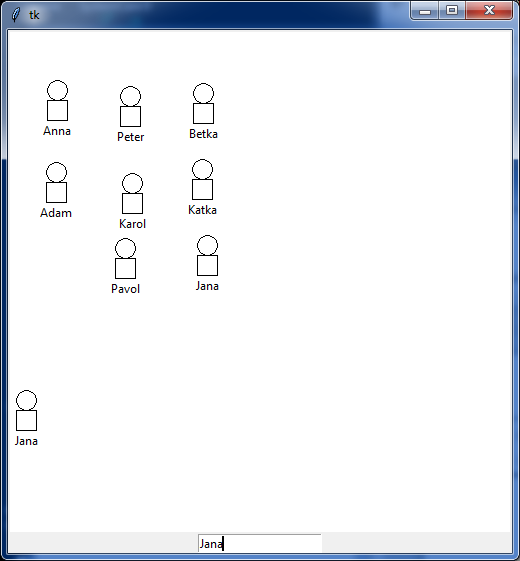 tk
Anna
Peter
Betka
Adam
Karol
Katka
Pavol
Jana
Jana
Jana